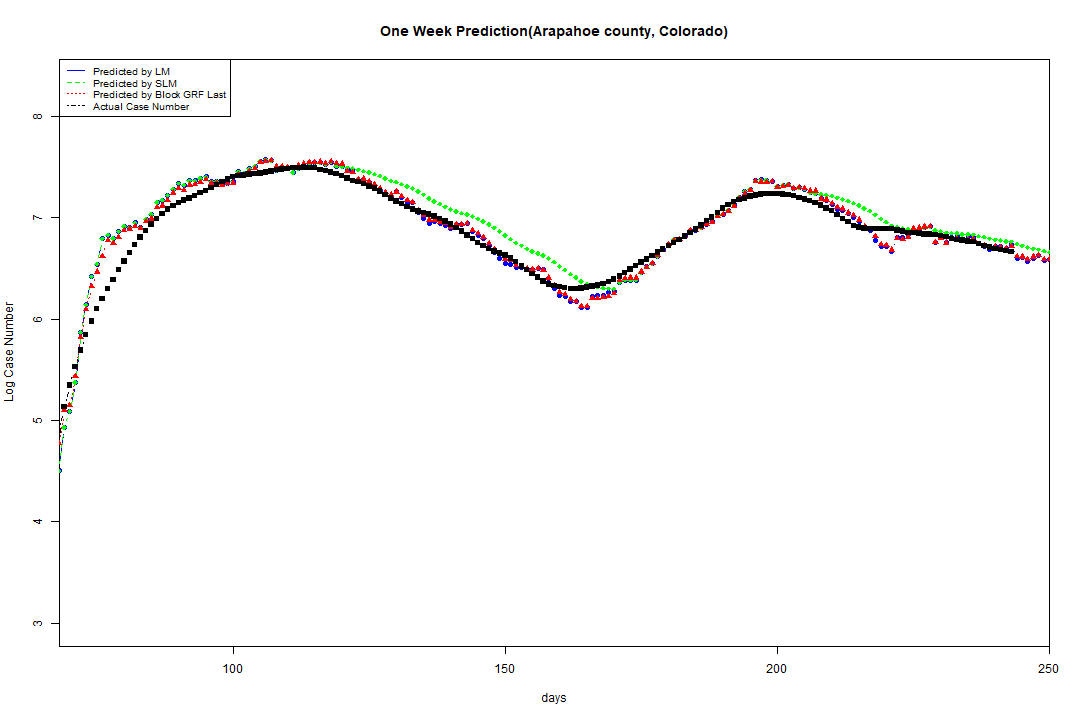 One Week Prediction(Arapahoe county, Colorado)
Predicted by LM
Predicted by SLM
Predicted by Block GRF Last
Actual Case Number
8
7
6
5
4
3
Log Case Number
100 150 200 250
days